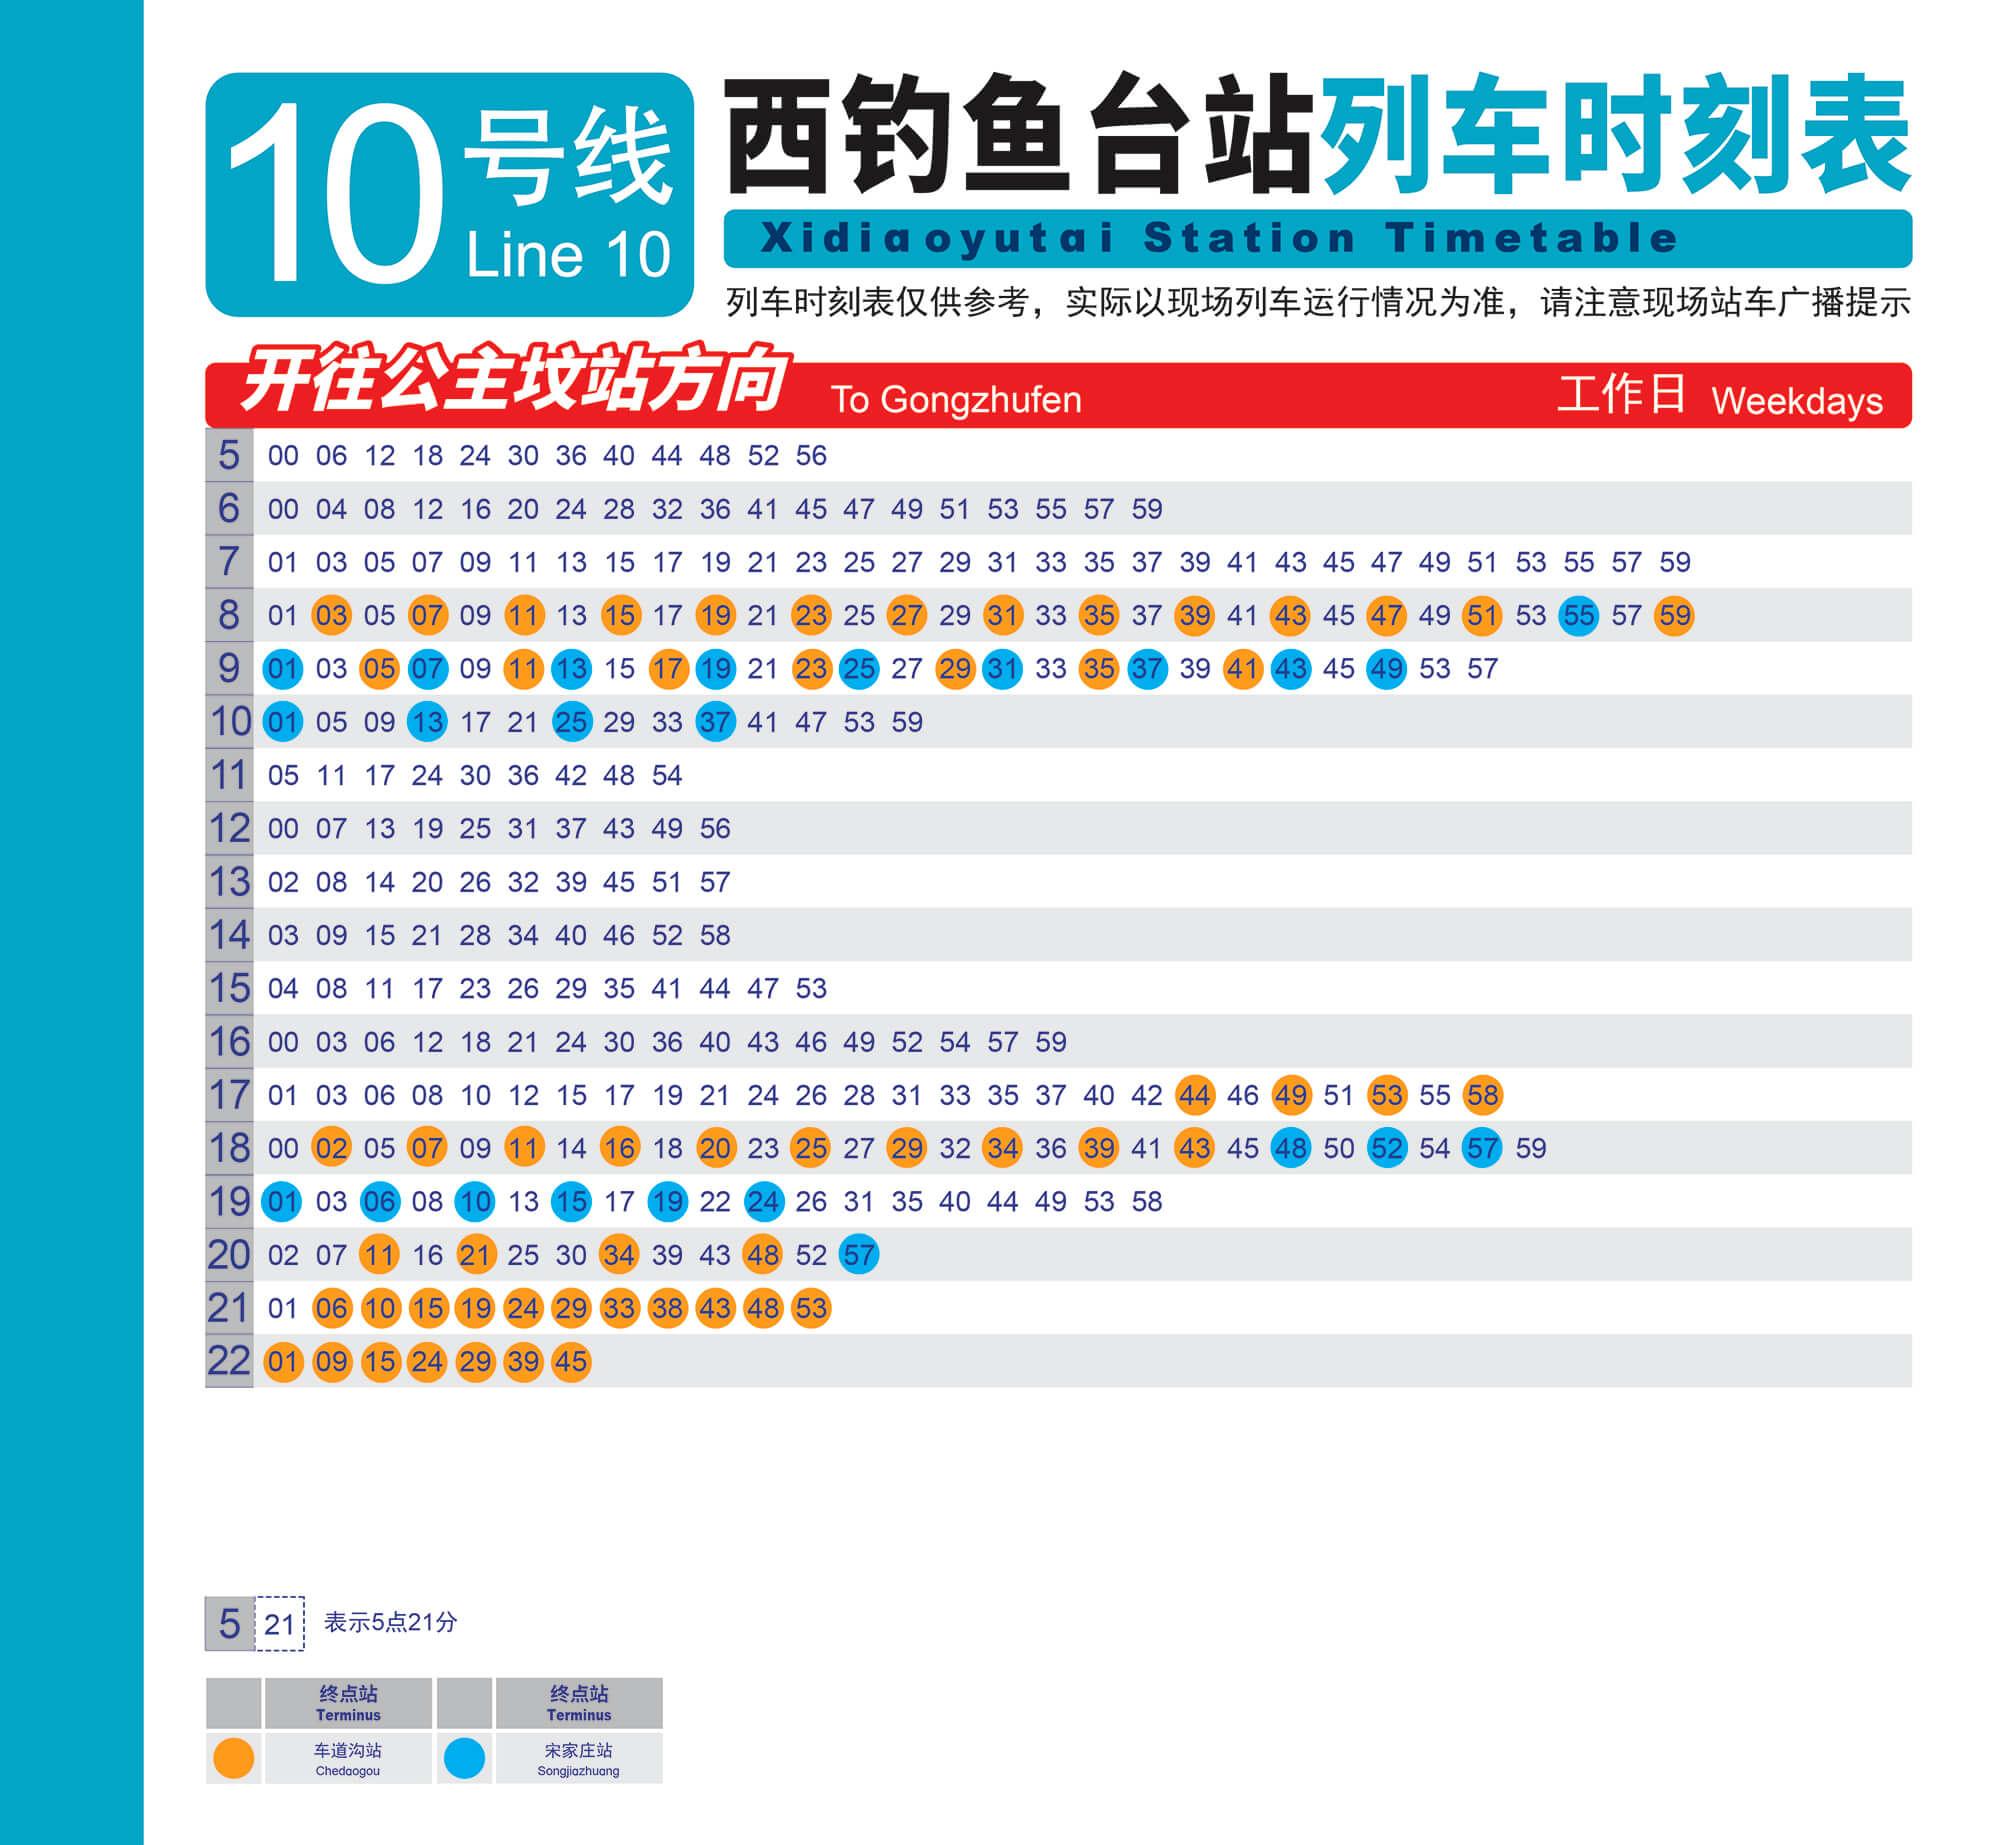 10号线
Line 10
西钓鱼台站列车时刻表
Xidiaoyutai Station Timetable
列车时刻表仅供参考，实际以现场列车运行情况为准，请注意现场站车广播提示
开往公主坟站方向 To Gongzhufen 工作日 Weekdays
5 00 06 12 18 24 30 36 40 44 48 52 56
6 00 04 08 12 16 20 24 28 32 36 41 45 47 49 51 53 55 57 59
7 01 03 05 07 09 11 13 15 17 19 21 23 25 27 29 31 33 35 37 39 41 43 45 47 49 51 53 55 57 59
8 01 03 05 07 09 11 13 15 17 19 21 23 25 27 29 31 33 35 37 39 41 43 45 47 49 51 53 55 57 59
9 01 03 05 07 09 11 13 15 17 19 21 23 25 27 29 31 33 35 37 39 41 43 45 49 53 57
10 01 05 09 13 17 21 25 29 33 37 41 47 53 59
11 05 11 17 24 30 36 42 48 54
12 00 07 13 19 25 31 37 43 49 56
13 02 08 14 20 26 32 39 45 51 57
14 03 09 15 21 28 34 40 46 52 58
15 04 08 11 17 23 26 29 35 41 44 47 53
16 00 03 06 12 18 21 24 30 36 40 43 46 49 52 54 57 59
17 01 03 06 08 10 12 15 17 19 21 24 26 28 31 33 35 37 40 42 44 46 49 51 53 55 58
18 00 02 05 07 09 11 14 16 18 20 23 25 27 29 32 34 36 39 41 43 45 48 50 52 54 57 59
19 01 03 06 08 10 13 15 17 19 22 24 26 31 35 40 44 49 53 58
20 02 07 11 16 21 25 30 34 39 43 48 52 57
21 01 06 10 15 19 24 29 33 38 43 48 53
22 01 09 15 24 29 39 45
5 21 表示5点21分
终点站 终点站
Terminus Terminus
车道沟站 宋家庄站
Chedaogou Songjiazhuang